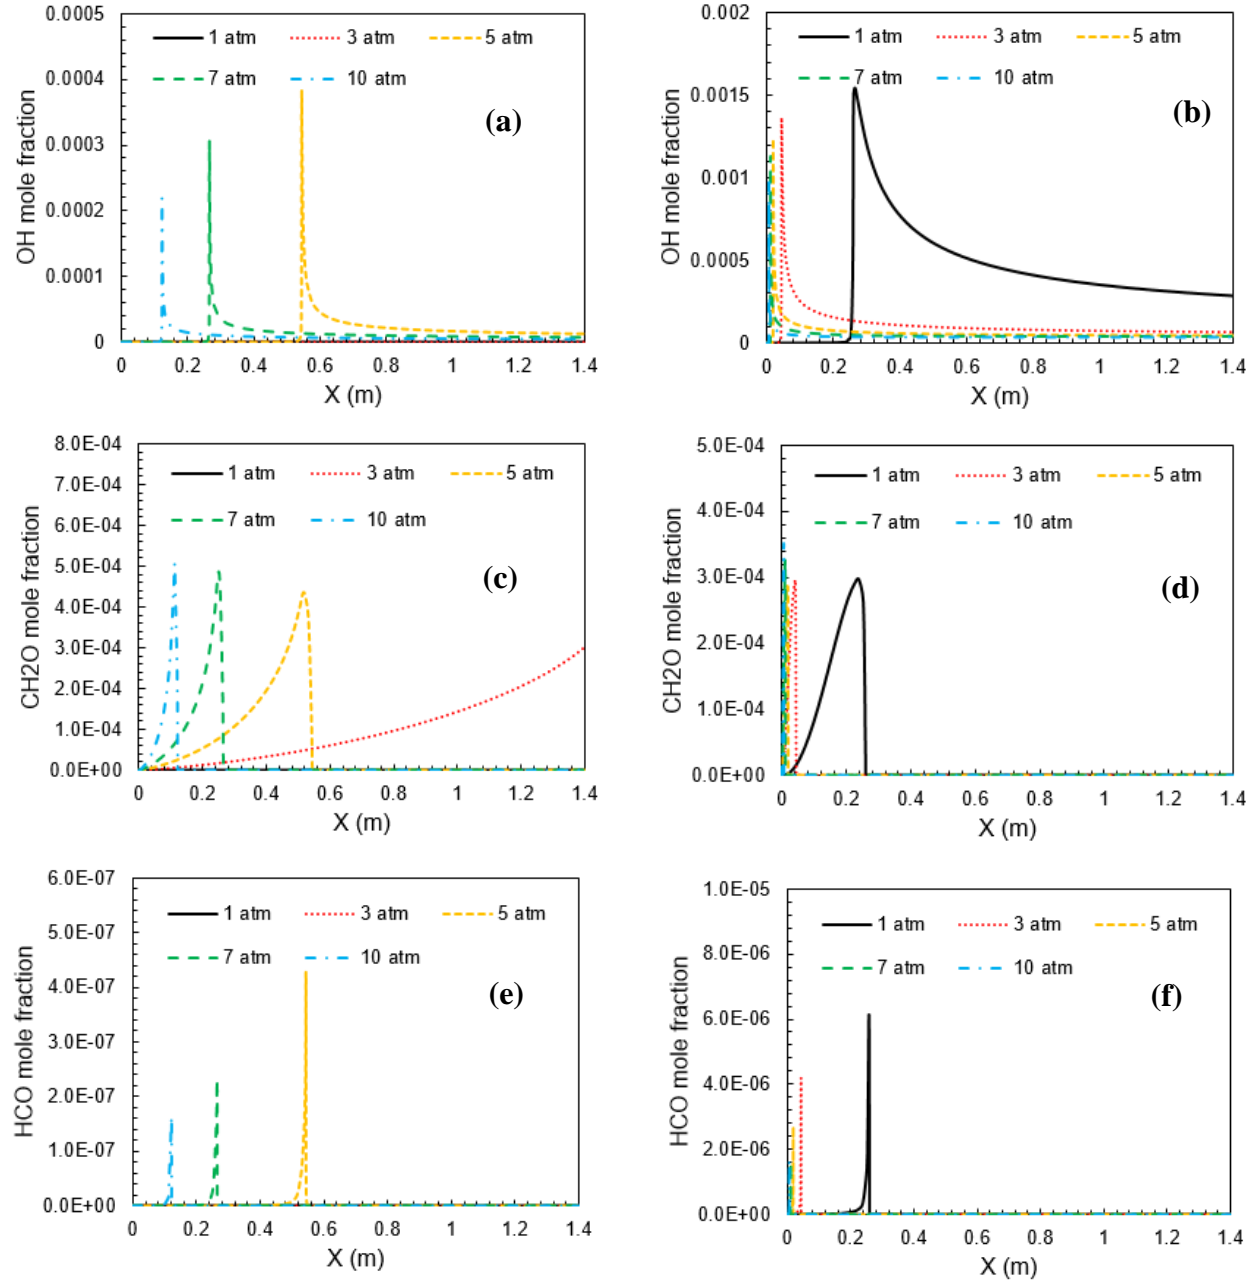 0.0005
0.0004
0.0003
0.0002
0.0001
0
OH mole fraction
1 atm 3 atm 5 atm
7 atm 10 atm
(a)
0 0.2 0.4 0.6 0.8 1 1.2 1.4
X (m)
0.002
0.0015
0.001
0.0005
0
OH mole fraction
1 atm 3 atm 5 atm
7 atm 10 atm
(b)
0 0.2 0.4 0.6 0.8 1 1.2 1.4
X (m)
8.0E-04
7.0E-04
6.0E-04
5.0E-04
4.0E-04
3.0E-04
2.0E-04
1.0E-04
0.0E+00
CH2O mole fraction
1 atm 3 atm 5 atm
7 atm 10 atm
(c)
0 0.2 0.4 0.6 0.8 1 1.2 1.4
X (m)
5.0E-04
4.0E-04
3.0E-04
2.0E-04
1.0E-04
0.0E+00
CH2O mole fraction
1 atm 3 atm 5 atm
7 atm 10 atm
(d)
0 0.2 0.4 0.6 0.8 1 1.2 1.4
X (m)
6.0E-07
5.0E-07
4.0E-07
3.0E-07
2.0E-07
1.0E-07
0.0E+00
HCO mole fraction
1 atm 3 atm 5 atm
7 atm 10 atm
(e)
0 0.2 0.4 0.6 0.8 1 1.2 1.4
X (m)
1.0E-05
8.0E-06
6.0E-06
4.0E-06
2.0E-06
0.0E+00
HCO mole fraction
1 atm 3 atm 5 atm
7 atm 10 atm
(f)
0 0.2 0.4 0.6 0.8 1 1.2 1.4
X (m)